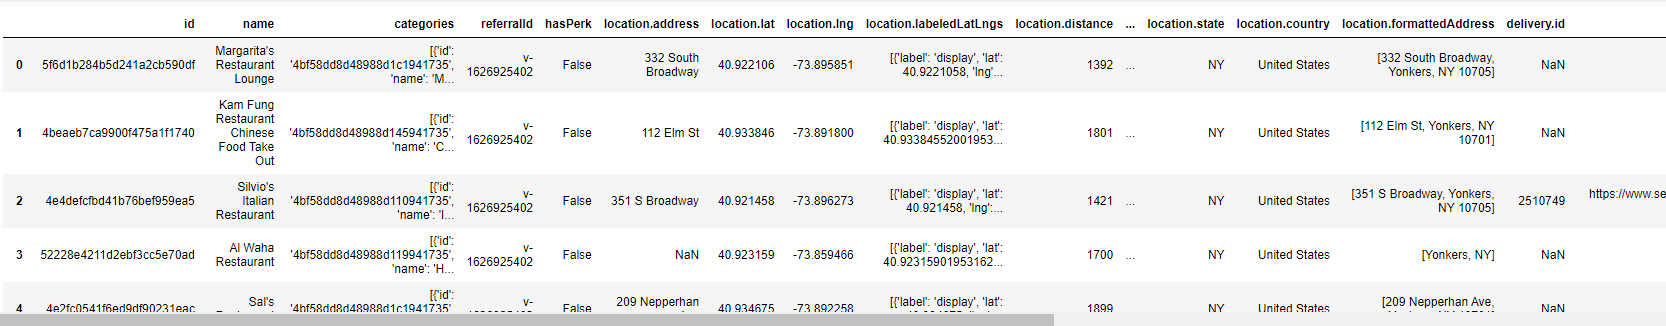 id name categories referralId hasPerk location.address location.lat location.lng location.labeledLatLngs location.distance ... location.state location.country location.formattedAddress delivery.id
0 5f6d1b284b5d241a2cb590df Margarita's Restaurant Lounge [{'id': '4bf58dd8d48988d1c1941735', 'name': 'M... v-1626925402 False 332 South Broadway 40.922106 -73.895851 [{'label': 'display', 'lat': 40.9221058, 'lng'... 1392 ... NY United States [332 South Broadway, Yonkers, NY 10705] NaN
1 4beaeb7ca9900f475a1f1740 Kam Fung Restaurant Chinese Food Take Out [{'id': '4bf58dd8d48988d145941735', 'name': 'C... v-1626925402 False 112 Elm St 40.933846 -73.891800 [{'label': 'display', 'lat': 40.93384552001953... 1801 ... NY United States [112 Elm St, Yonkers, NY 10701] NaN
2 4e4defcfbd41b76bef959ea5 Silvio's Italian Restaurant [{'id': '4bf58dd8d48988d110941735', 'name': 'I... v-1626925402 False 351 S Broadway 40.921458 -73.896273 [{'label': 'display', 'lat': 40.921458, 'lng':... 1421 ... NY United States [351 S Broadway, Yonkers, NY 10705] 2510749 https://www.se
3 52228e4211d2ebf3cc5e70ad Al Waha Restaurant [{'id': '4bf58dd8d48988d119941735', 'name': 'H... v-1626925402 False NaN 40.923159 -73.859466 [{'label': 'display', 'lat': 40.92315901953162... 1700 ... NY United States [Yonkers, NY] NaN
4 4e2fc0541f6ed9df90231eac Sal's [{'id': '4bf58dd8d48988d1c1941735' v- False 209 Nepperhan 40.934675 -73.892258 [{'label': 'display', 'lat': 1899 ... NY United States [209 Nepperhan Ave, NaN